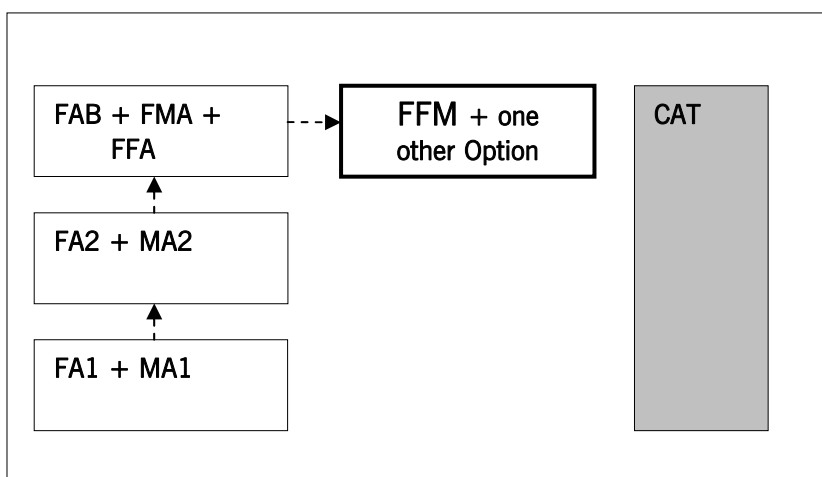 FAB + FMA +
FFA
FFM + one
other Option
CAT
FA2 + MA2
FA1 + MA1